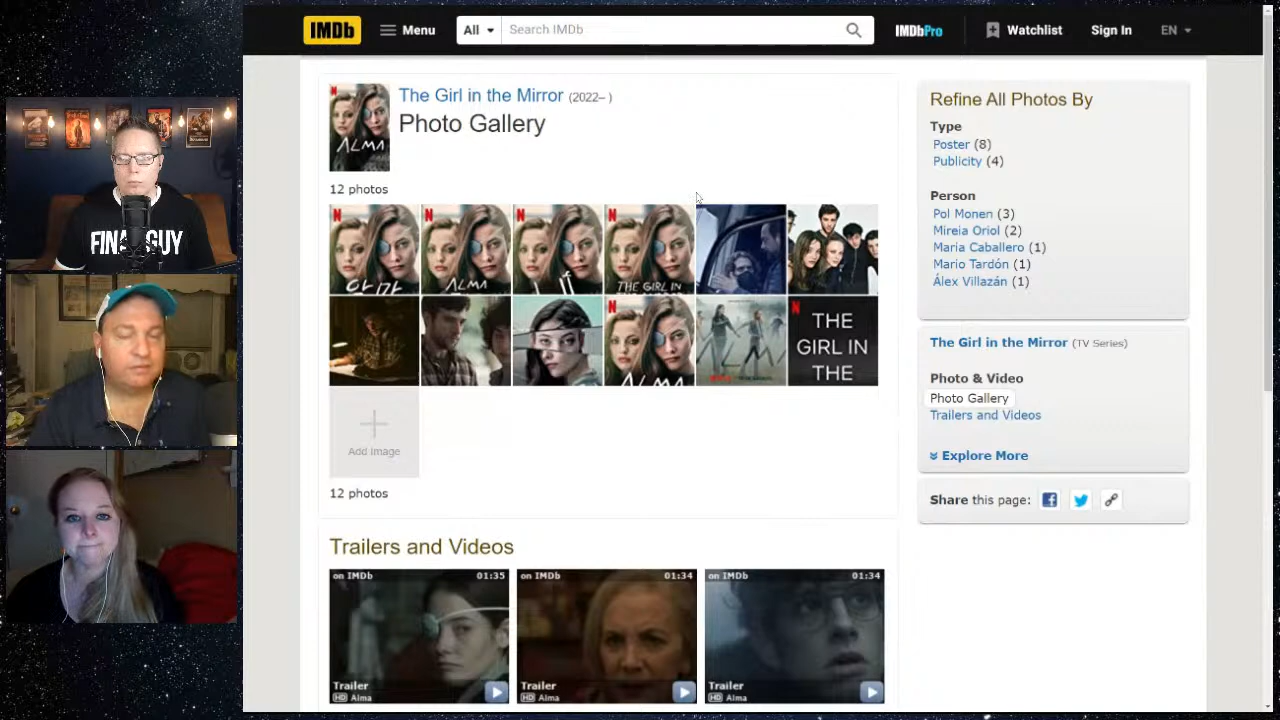 IMDb
Menu
All
Search IMDb
IMDbPro
Watchlist
Sign In
EN
FINAL GUY
ALMA
The Girl in the Mirror (2022– )
Photo Gallery
12 photos
N
N
N
N
알마
ALMA
THE GIRL IN
N
ALMA
N
THE
GIRL IN
THE
Add Image
12 photos
Trailers and Videos
on IMDb 01:35
Trailer
HD Alma
on IMDb 01:34
Trailer
HD Alma
on IMDb 01:34
Trailer
HD Alma
Refine All Photos By
Type
Poster (8)
Publicity (4)
Person
Pol Monen (3)
Mireia Oriol (2)
Maria Caballero (1)
Mario Tardón (1)
Álex Villazán (1)
The Girl in the Mirror (TV Series)
Photo & Video
Photo Gallery
Trailers and Videos
Explore More
Share this page: